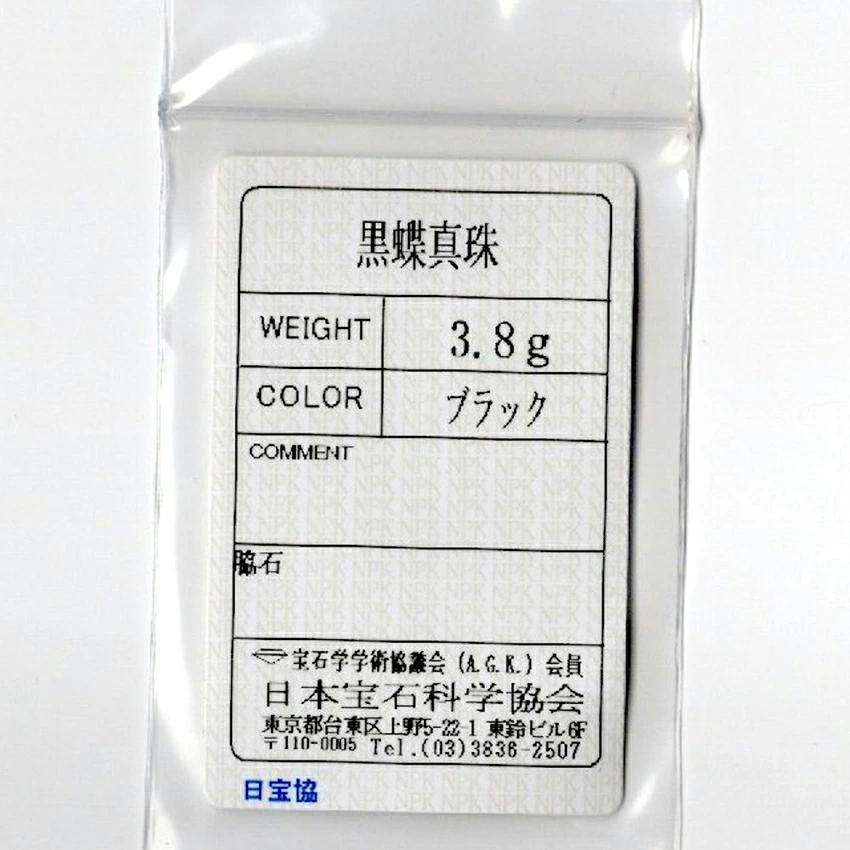 黒蝶真珠
WEIGHT 3.8g
COLOR ブラック
COMMENT
脇石
宝石学学術協議会(A.G.K.)会員
日本宝石科学協会
東京都台東区上野5-22-1 東鈴ビル6F
〒110-0005 Tel.(03)3836-2507
日宝協